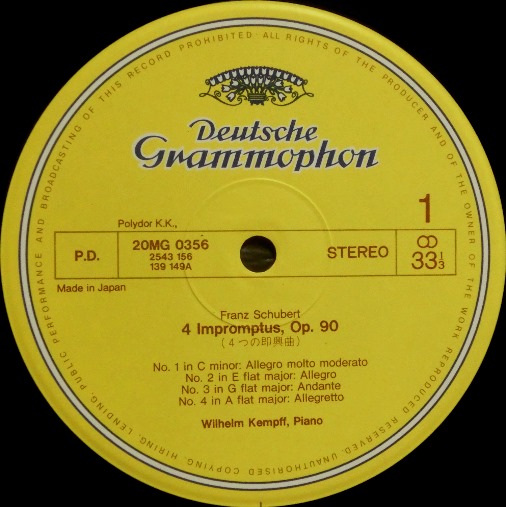 PROHIBITED · ALL RIGHTS OF THE PRODUCER AND OF THE OWNER OF THE WORK REPRODUCED RESERVED. UNAUTHORISED COPYING, HIRING, LENDING, PUBLIC PERFORMANCE AND BROADCASTING OF THIS RECORD
Deutsche
Grammophon
1
Polydor K.K.,
P.D.
20MG 0356
2543 156
139 149A
STEREO
33 1/3
Made in Japan
Franz Schubert
4 Impromptus, Op. 90
(4つの即興曲)
No. 1 in C minor: Allegro molto moderato
No. 2 in E flat major: Allegro
No. 3 in G flat major: Andante
No. 4 in A flat major: Allegretto
Wilhelm Kempff, Piano